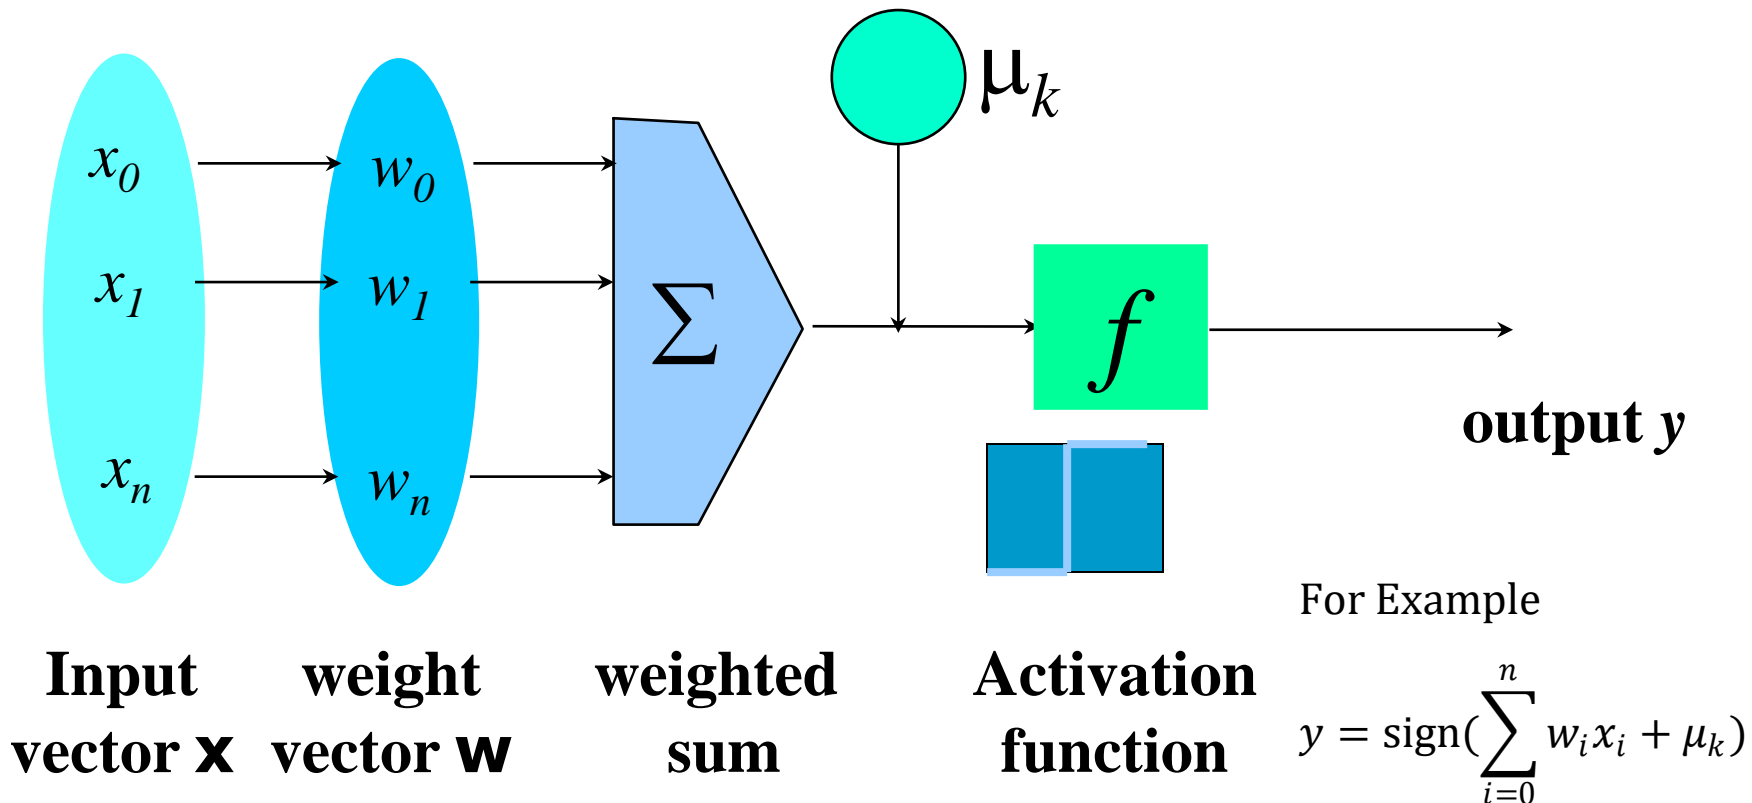 μₖ
x₀ w₀
x₁ w₁
∑ f
output y
xₙ wₙ
For Example
Input weight weighted Activation
vector x vector w sum function
y = sign(∑ⁿᵢ₌₀ wᵢxᵢ + μₖ)